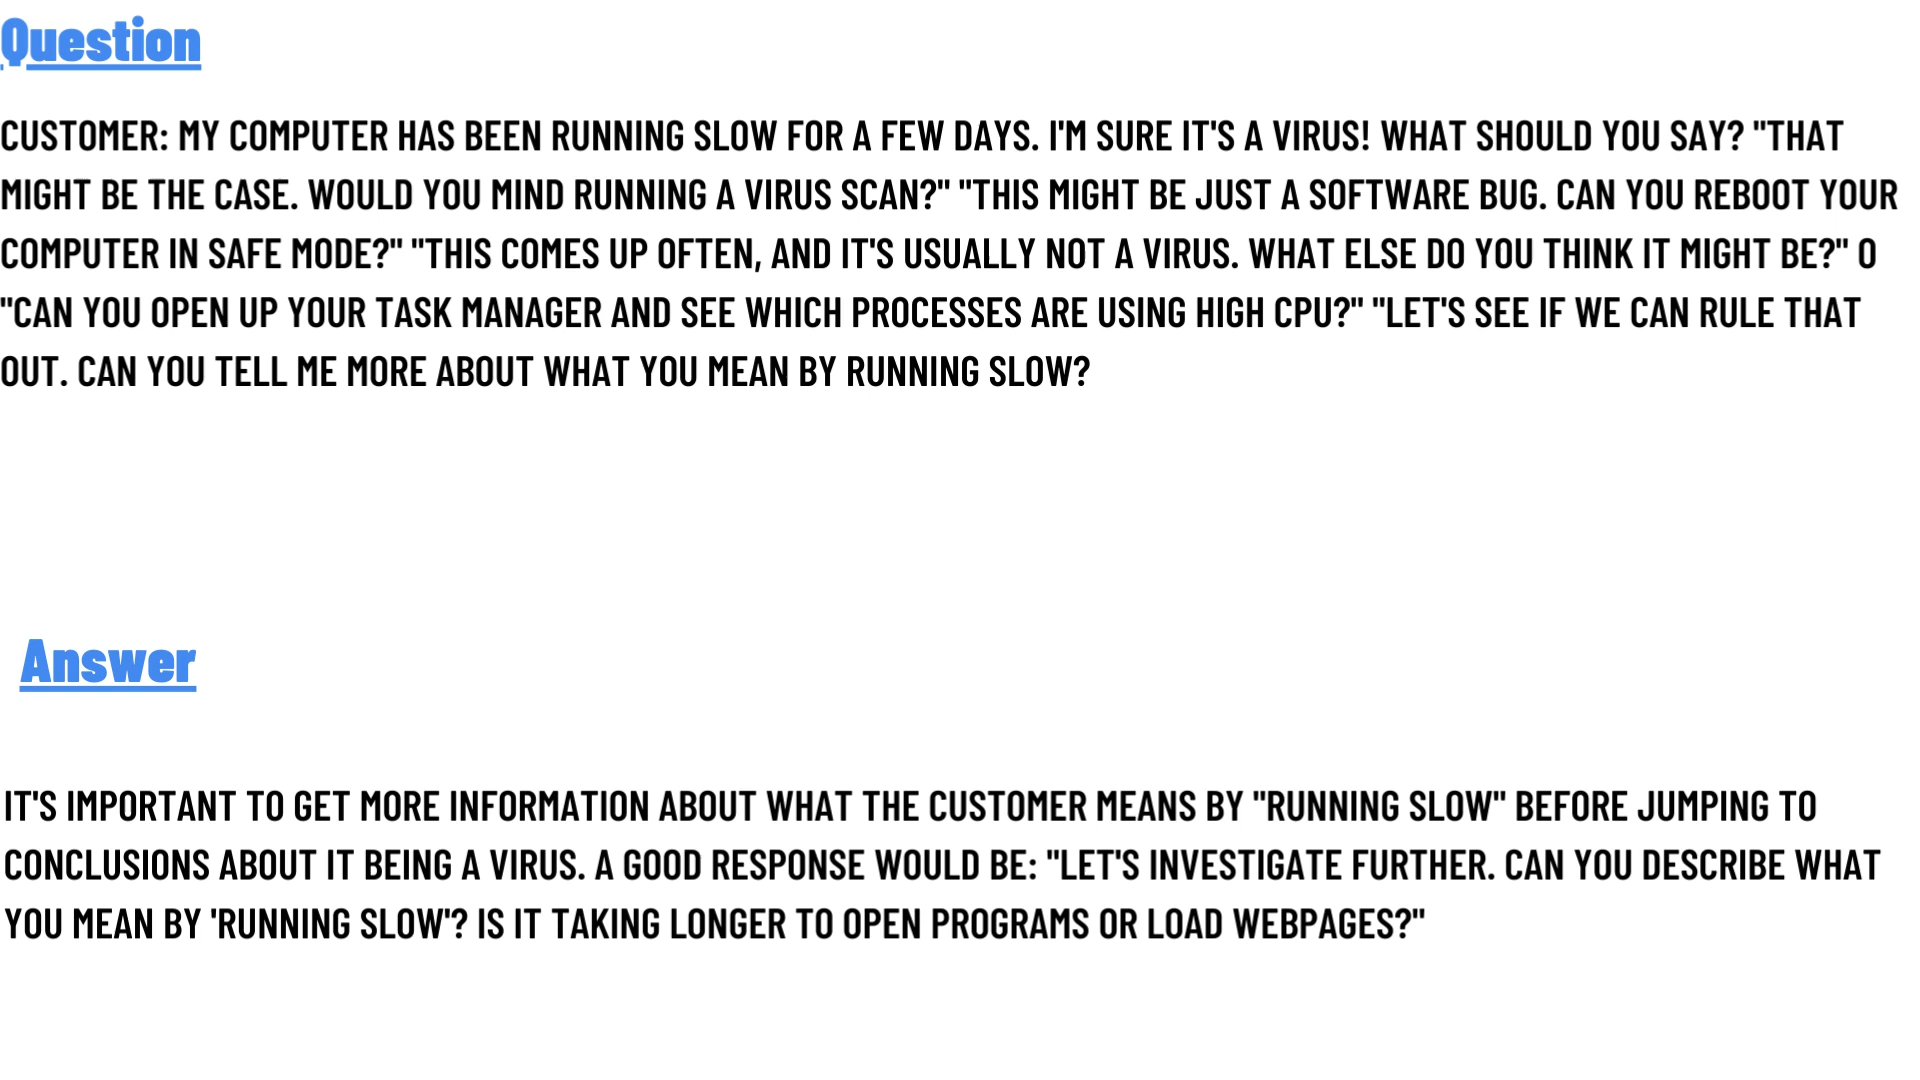 Question
CUSTOMER: MY COMPUTER HAS BEEN RUNNING SLOW FOR A FEW DAYS. I'M SURE IT'S A VIRUS! WHAT SHOULD YOU SAY? "THAT
MIGHT BE THE CASE. WOULD YOU MIND RUNNING A VIRUS SCAN?" "THIS MIGHT BE JUST A SOFTWARE BUG. CAN YOU REBOOT YOUR
COMPUTER IN SAFE MODE?" "THIS COMES UP OFTEN, AND IT'S USUALLY NOT A VIRUS. WHAT ELSE DO YOU THINK IT MIGHT BE?" O
"CAN YOU OPEN UP YOUR TASK MANAGER AND SEE WHICH PROCESSES ARE USING HIGH CPU?" "LET'S SEE IF WE CAN RULE THAT
OUT. CAN YOU TELL ME MORE ABOUT WHAT YOU MEAN BY RUNNING SLOW?
Answer
IT'S IMPORTANT TO GET MORE INFORMATION ABOUT WHAT THE CUSTOMER MEANS BY "RUNNING SLOW" BEFORE JUMPING TO
CONCLUSIONS ABOUT IT BEING A VIRUS. A GOOD RESPONSE WOULD BE: "LET'S INVESTIGATE FURTHER. CAN YOU DESCRIBE WHAT
YOU MEAN BY 'RUNNING SLOW'? IS IT TAKING LONGER TO OPEN PROGRAMS OR LOAD WEBPAGES?"